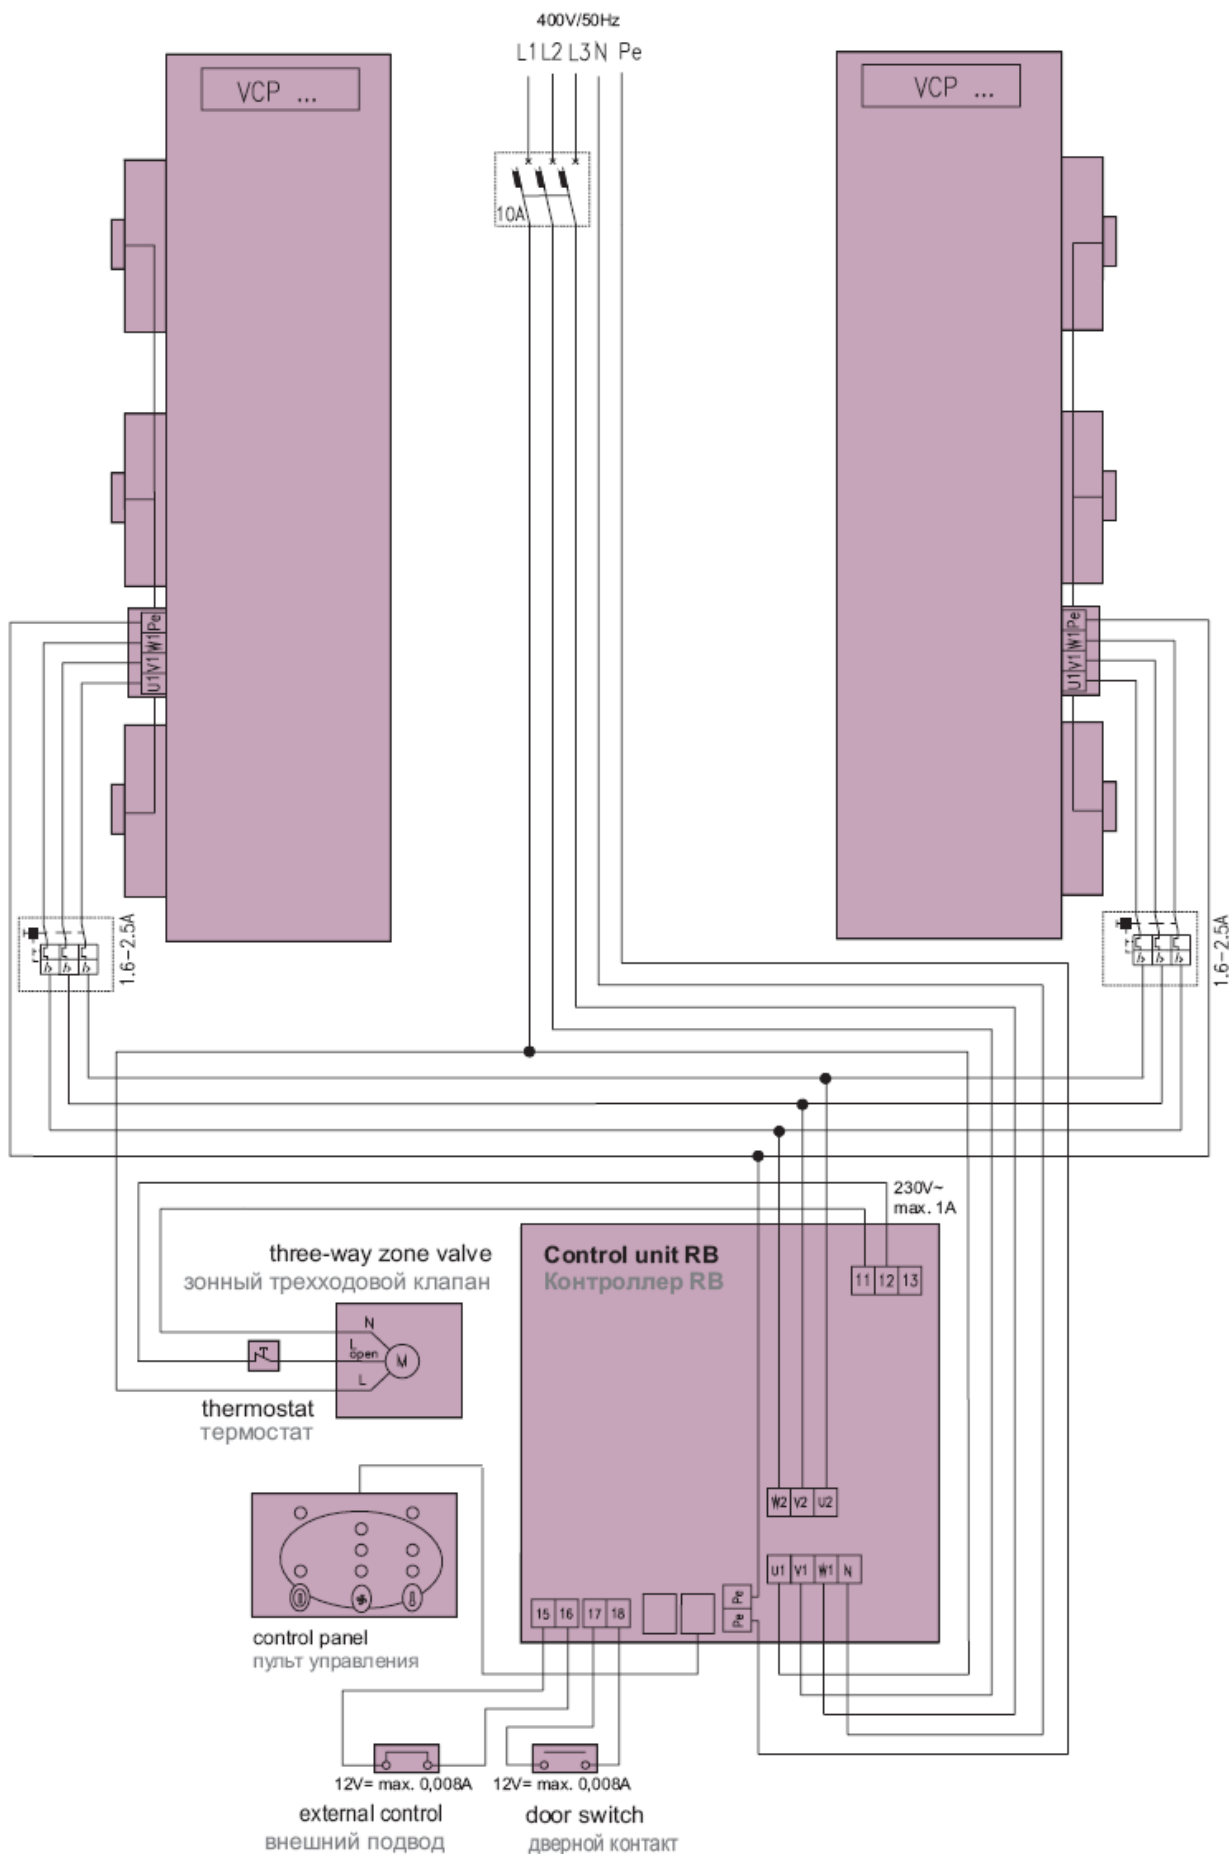 400V/50Hz
L1 L2 L3 N Pe
VCP ...
VCP ...
10A
Pe
W1
V1
U1
Pe
W1
V1
U1
1.6-2.5A
1.6-2.5A
230V~
max. 1A
three-way zone valve
зонный трехходовой клапан
Control unit RB
Контроллер RB
11 12 13
N
L
open
L
M
T
thermostat
термостат
W2 V2 U2
U1 V1 W1 N
Pe
Pe
15 16 17 18
control panel
пульт управления
12V= max. 0,008A
external control
внешний подвод
12V= max. 0,008A
door switch
дверной контакт